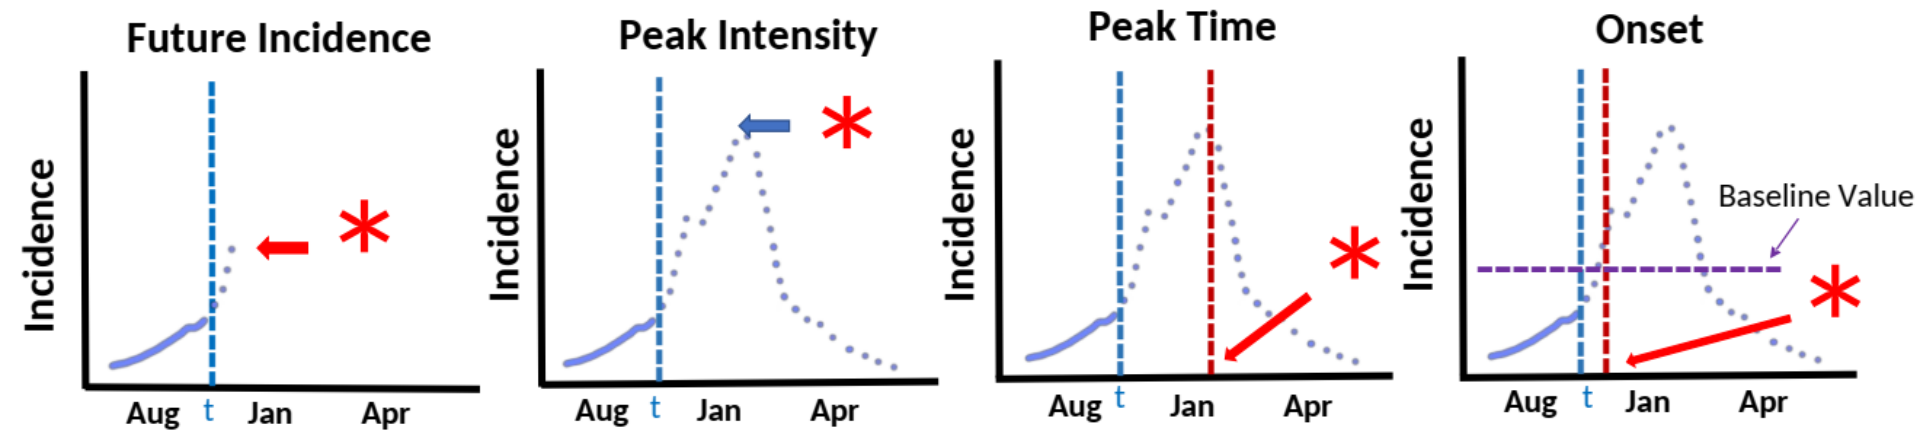 Future Incidence
Incidence
Aug t Jan Apr
*
Peak Intensity
Incidence
Aug t Jan Apr
*
Peak Time
Incidence
Aug t Jan Apr
*
Onset
Incidence
Baseline Value
Aug t Jan Apr
*